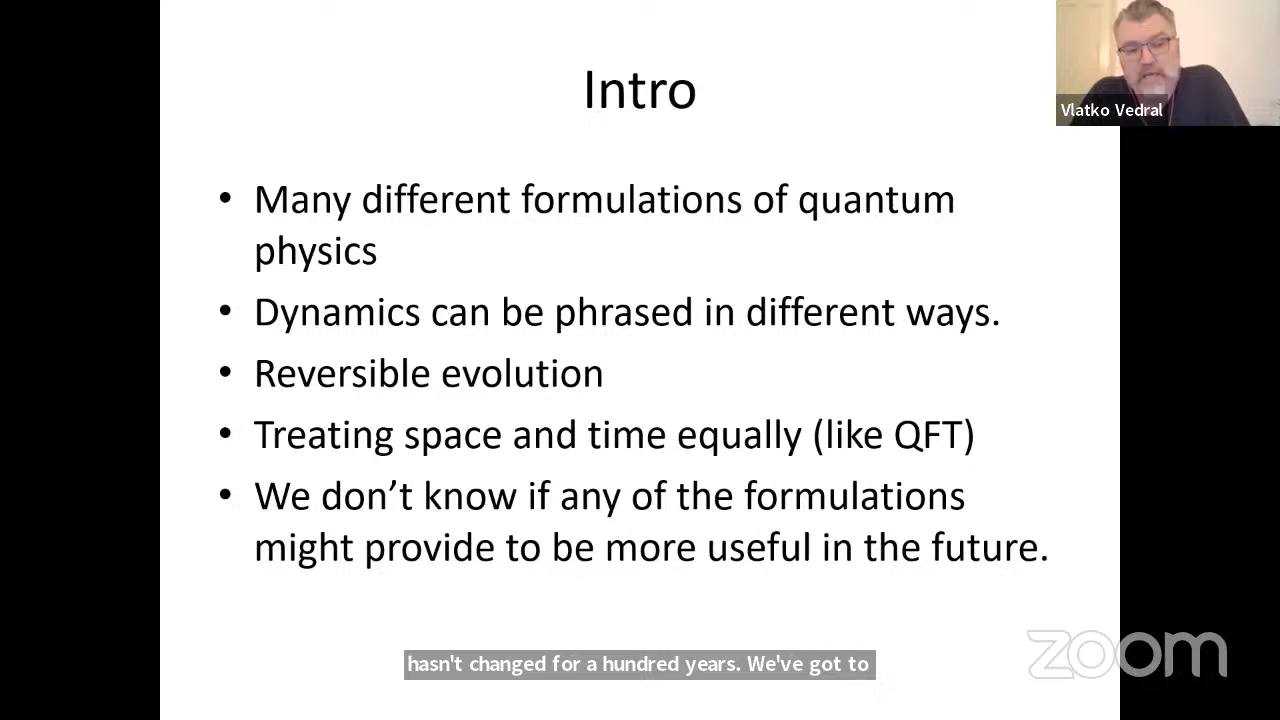 Intro
Vlatko Vedral
• Many different formulations of quantum
physics
• Dynamics can be phrased in different ways.
• Reversible evolution
• Treating space and time equally (like QFT)
• We don’t know if any of the formulations
might provide to be more useful in the future.
hasn't changed for a hundred years. We've got to
zoom